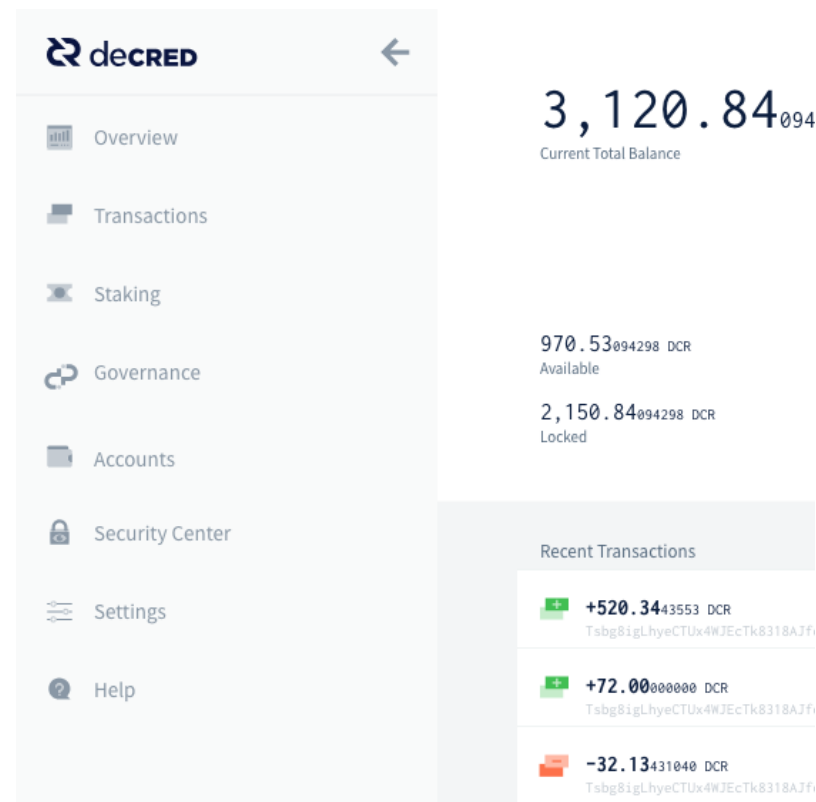 decred
Overview
Transactions
Staking
Governance
Accounts
Security Center
Settings
Help
3,120.84094
Current Total Balance
970.53094298 DCR
Available
2,150.84094298 DCR
Locked
Recent Transactions
+520.3443553 DCR
Tsbg8igLhyeCTUx4WJEcTk8318AJf
+72.00000000 DCR
Tsbg8igLhyeCTUx4WJEcTk8318AJf
-32.13431040 DCR
Tsbg8igLhyeCTUx4WJEcTk8318AJf